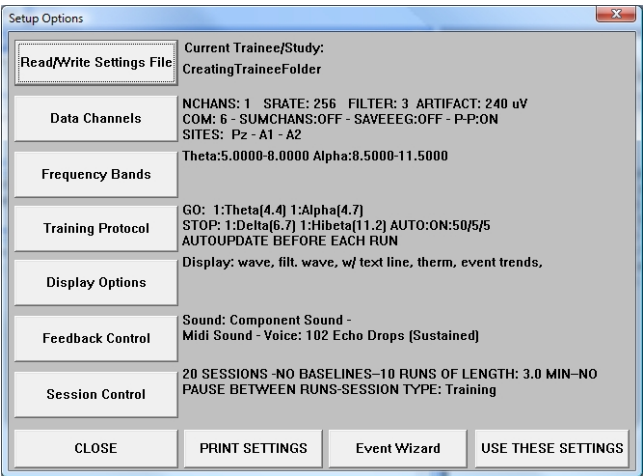 Setup Options
Read/Write Settings File
Current Trainee/Study:
CreatingTraineeFolder
Data Channels
NCHANS: 1 SRATE: 256 FILTER: 3 ARTIFACT: 240 uV
COM: 6 - SUMCHANS:OFF - SAVEEEG:OFF - P-P:ON
SITES: Pz - A1 - A2
Frequency Bands
Theta:5.0000-8.0000 Alpha:8.5000-11.5000
Training Protocol
GO: 1:Theta(4.4) 1:Alpha(4.7)
STOP: 1:Delta(6.7) 1:Hibeta(11.2) AUTO:ON:50/5/5
AUTOUPDATE BEFORE EACH RUN
Display Options
Display: wave, filt. wave, w/ text line, therm, event trends,
Feedback Control
Sound: Component Sound -
Midi Sound - Voice: 102 Echo Drops (Sustained)
Session Control
20 SESSIONS -NO BASELINES--10 RUNS OF LENGTH: 3.0 MIN--NO
PAUSE BETWEEN RUNS-SESSION TYPE: Training
CLOSE
PRINT SETTINGS
Event Wizard
USE THESE SETTINGS